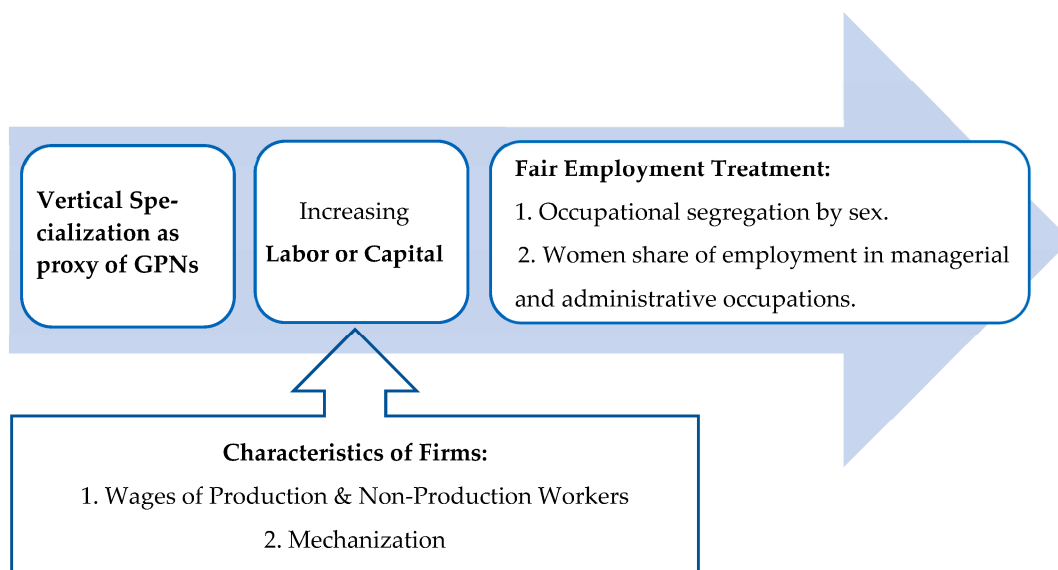 Vertical Spe-
cialization as
proxy of GPNs
Increasing
Labor or Capital
Fair Employment Treatment:
1. Occupational segregation by sex.
2. Women share of employment in managerial
and administrative occupations.
Characteristics of Firms:
1. Wages of Production & Non-Production Workers
2. Mechanization